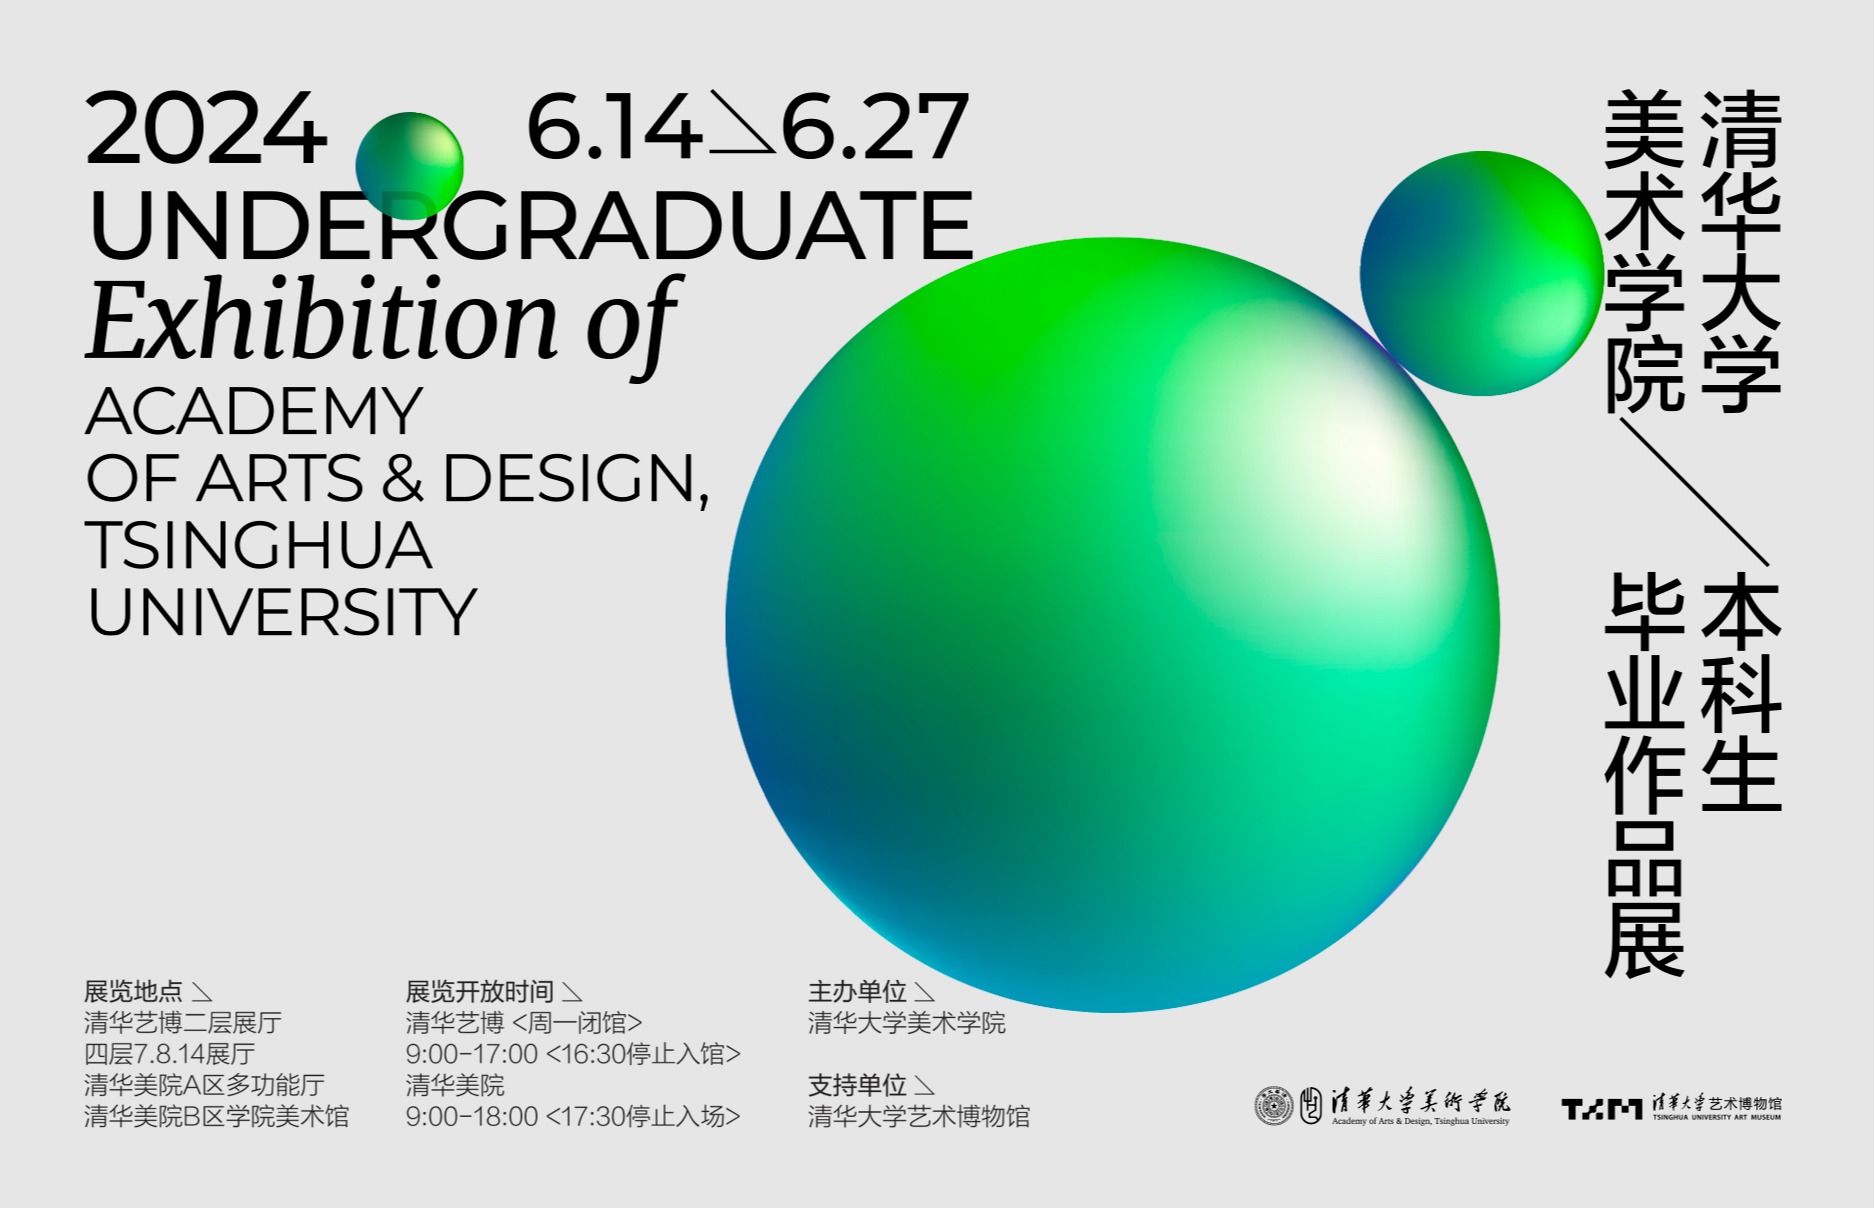 2024 6.14 6.27
UNDERGRADUATE
Exhibition of
ACADEMY
OF ARTS & DESIGN,
TSINGHUA
UNIVERSITY
清华大学
美术学院
本科生
毕业作品展
展览地点
清华艺博二层展厅
四层7.8.14展厅
清华美院A区多功能厅
清华美院B区学院美术馆
展览开放时间
清华艺博 <周一闭馆>
9:00-17:00 <16:30停止入馆>
清华美院
9:00-18:00 <17:30停止入场>
主办单位
清华大学美术学院
支持单位
清华大学艺术博物馆
清華大学美術学院
Academy of Arts & Design, Tsinghua University
清華大学艺术博物馆
TSINGHUA UNIVERSITY ART MUSEUM